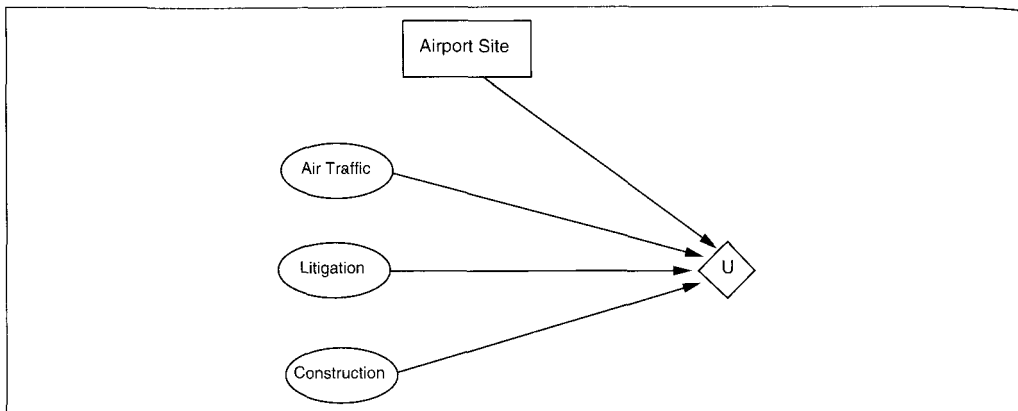 Airport Site
Air Traffic
Litigation
U
Construction